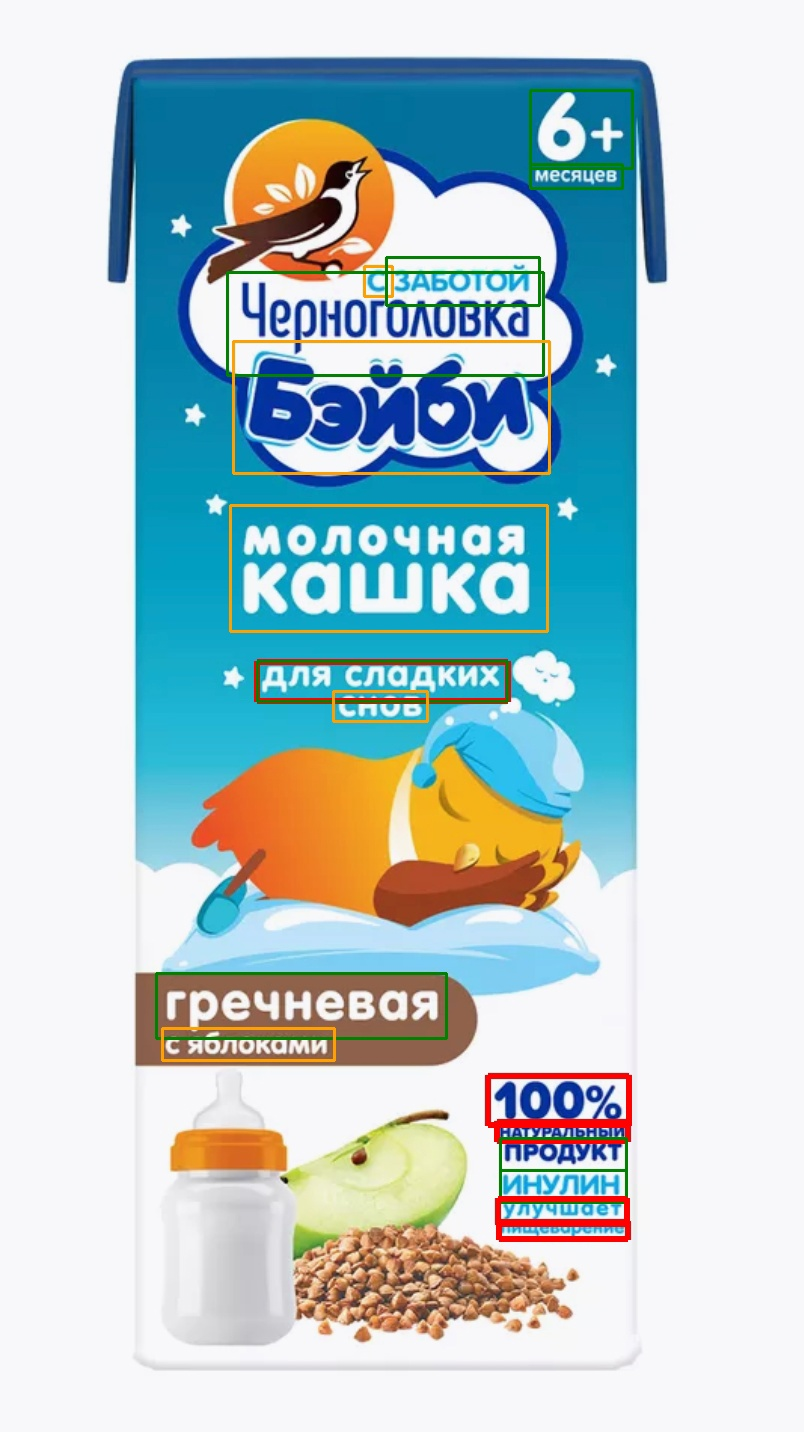 6+
месяцев
С ЗАБОТОЙ
Черноголовка
Бэйби
молочная
кашка
для сладких
снов
гречневая
с яблоками
100%
НАТУРАЛЬНЫЙ
ПРОДУКТ
ИНУЛИН
улучшает
пищеварение